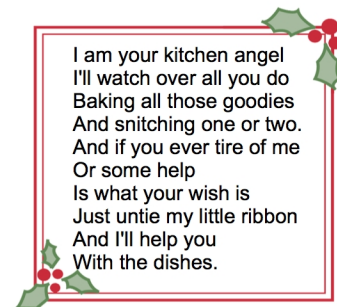 I am your kitchen angel
I'll watch over all you do
Baking all those goodies
And snitching one or two.
And if you ever tire of me
Or some help
Is what your wish is
Just untie my little ribbon
And I'll help you
With the dishes.